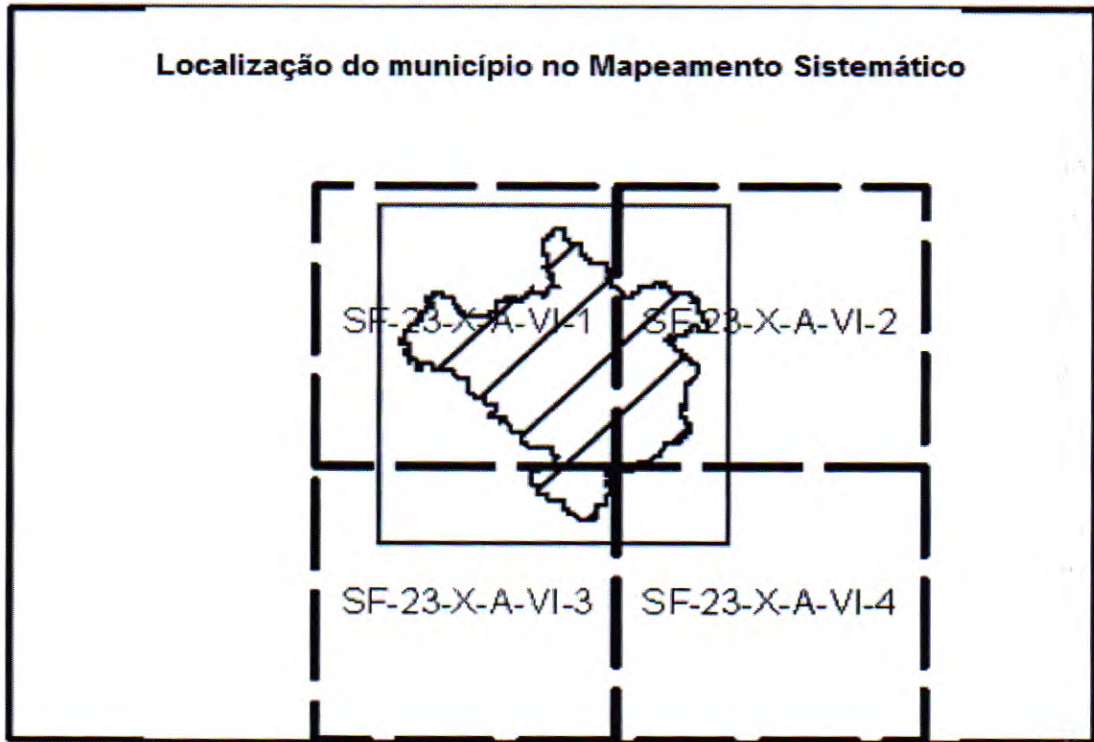 Localização do município no Mapeamento Sistemático
SF-23-X-A-VI-1
SF-23-X-A-VI-2
SF-23-X-A-VI-3
SF-23-X-A-VI-4